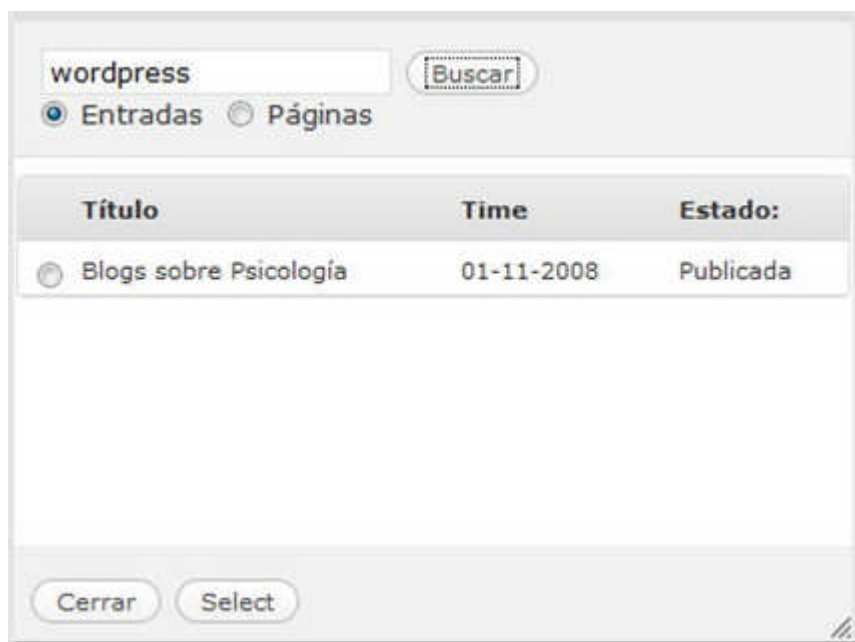 wordpress Buscar
Entradas Páginas
Título Time Estado:
Blogs sobre Psicología 01-11-2008 Publicada
Cerrar Select